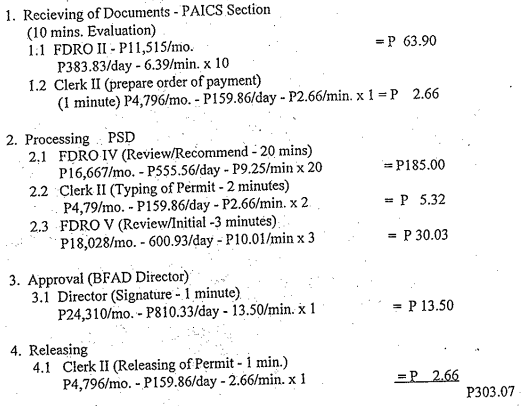 1. Recieving of Documents - PAICS Section
(10 mins. Evaluation)
1.1 FDRO II - P11,515/mo. = P 63.90
P383.83/day - 6.39/min. x 10
1.2 Clerk II (prepare order of payment)
(1 minute) P4,796/mo. - P159.86/day - P2.66/min. x 1 = P 2.66
2. Processing PSD
2.1 FDRO IV (Review/Recommend - 20 mins)
P16,667/mo. - P555.56/day - P9.25/min x 20 = P185.00
2.2 Clerk II (Typing of Permit - 2 minutes)
P4,79/mo. - P159.86/day - P2.66/min. x 2 = P 5.32
2.3 FDRO V (Review/Initial -3 minutes)
P18,028/mo. - 600.93/day - P10.01/min x 3 = P 30.03
3. Approval (BFAD Director)
3.1 Director (Signature - 1 minute)
P24,310/mo. - P810.33/day - 13.50/min. x 1 = P 13.50
4. Releasing
4.1 Clerk II (Releasing of Permit - 1 min.)
P4,796/mo. - P159.86/day - 2.66/min. x 1 = P 2.66
P303.07